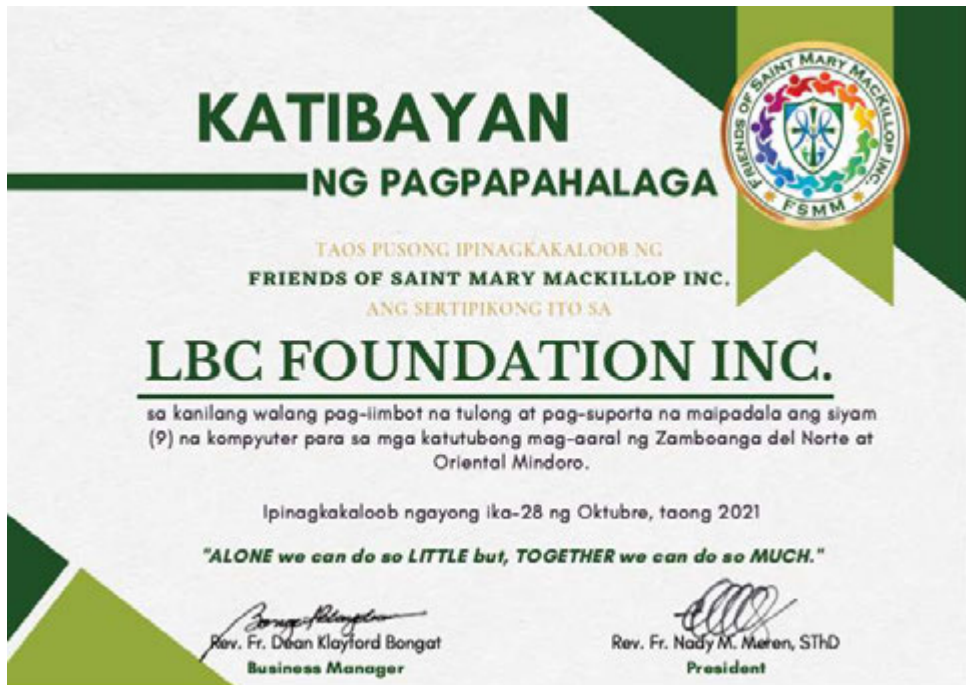 KATIBAYAN
NG PAGPAPAHALAGA
FRIENDS OF SAINT MARY MACKILLOP INC.
FSMM
TAOS PUSONG IPINAGKAKALOOB NG
FRIENDS OF SAINT MARY MACKILLOP INC.
ANG SERTIPIKONG ITO SA
LBC FOUNDATION INC.
sa kanilang walang pag-iimbot na tulong at pag-suporta na maipadala ang siyam
(9) na kompyuter para sa mga katutubong mag-aaral ng Zamboanga del Norte at
Oriental Mindoro.
Ipinagkakaloob ngayong ika-28 ng Oktubre, taong 2021
"ALONE we can do so LITTLE but, TOGETHER we can do so MUCH."
Rev. Fr. Dean Klayford Bongat
Business Manager
Rev. Fr. Nady M. Meren, SThD
President